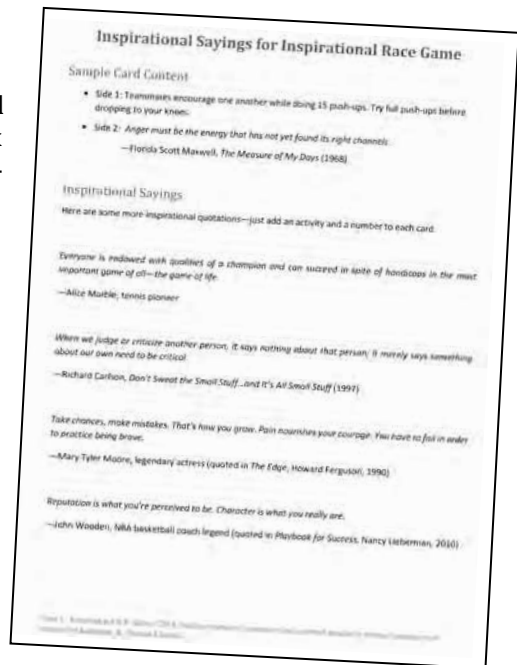 Inspirational Sayings for Inspirational Race Game
Sample Card Content
• Side 1: Teammates encourage one another while doing 15 push-ups. Try full push-ups before
dropping to your knees.
• Side 2: Anger must be the energy that has not yet found its right channels.
—Florida Scott Maxwell, The Measure of My Days (1968)
Inspirational Sayings
Here are some more inspirational quotations—just add an activity and a number to each card.
Everyone is endowed with qualities of a champion and can succeed in spite of handicaps in the most
important game of all—the game of life.
—Alice Marble, tennis pioneer
When we judge or criticize another person, it says nothing about that person; it merely says something
about our own need to be critical.
—Richard Carlson, Don't Sweat the Small Stuff...and It's All Small Stuff (1997)
Take chances, make mistakes. That's how you grow. Pain nourishes your courage. You have to fail in order
to practice being brave.
—Mary Tyler Moore, legendary actress (quoted in The Edge, Howard Ferguson, 1990)
Reputation is what you're perceived to be. Character is what you really are.
—John Wooden, NBA basketball coach legend (quoted in Playbook for Success, Nancy Lieberman, 2010)